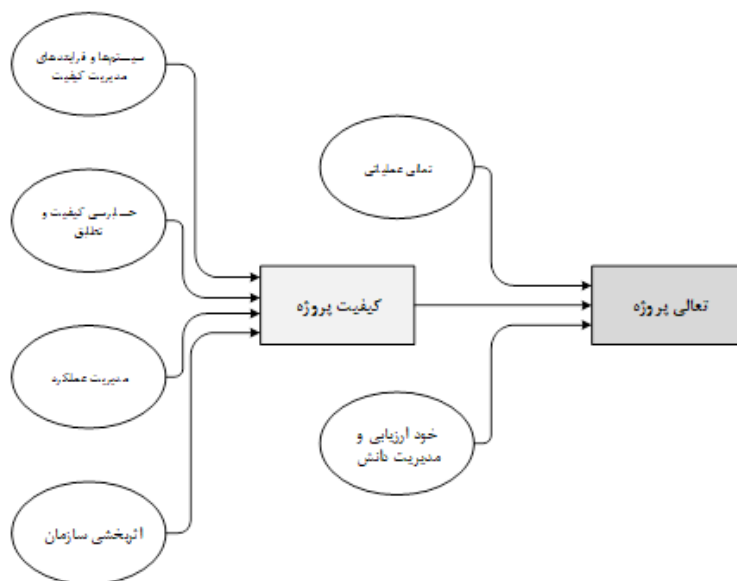 سیستم‌ها و فرایندهای
مدیریت کیفیت
تعالی عملیاتی
حسابرسی کیفیت و
تطابق
کیفیت پروژه
تعالی پروژه
مدیریت عملکرد
خود ارزیابی و
مدیریت دانش
اثربخشی سازمان